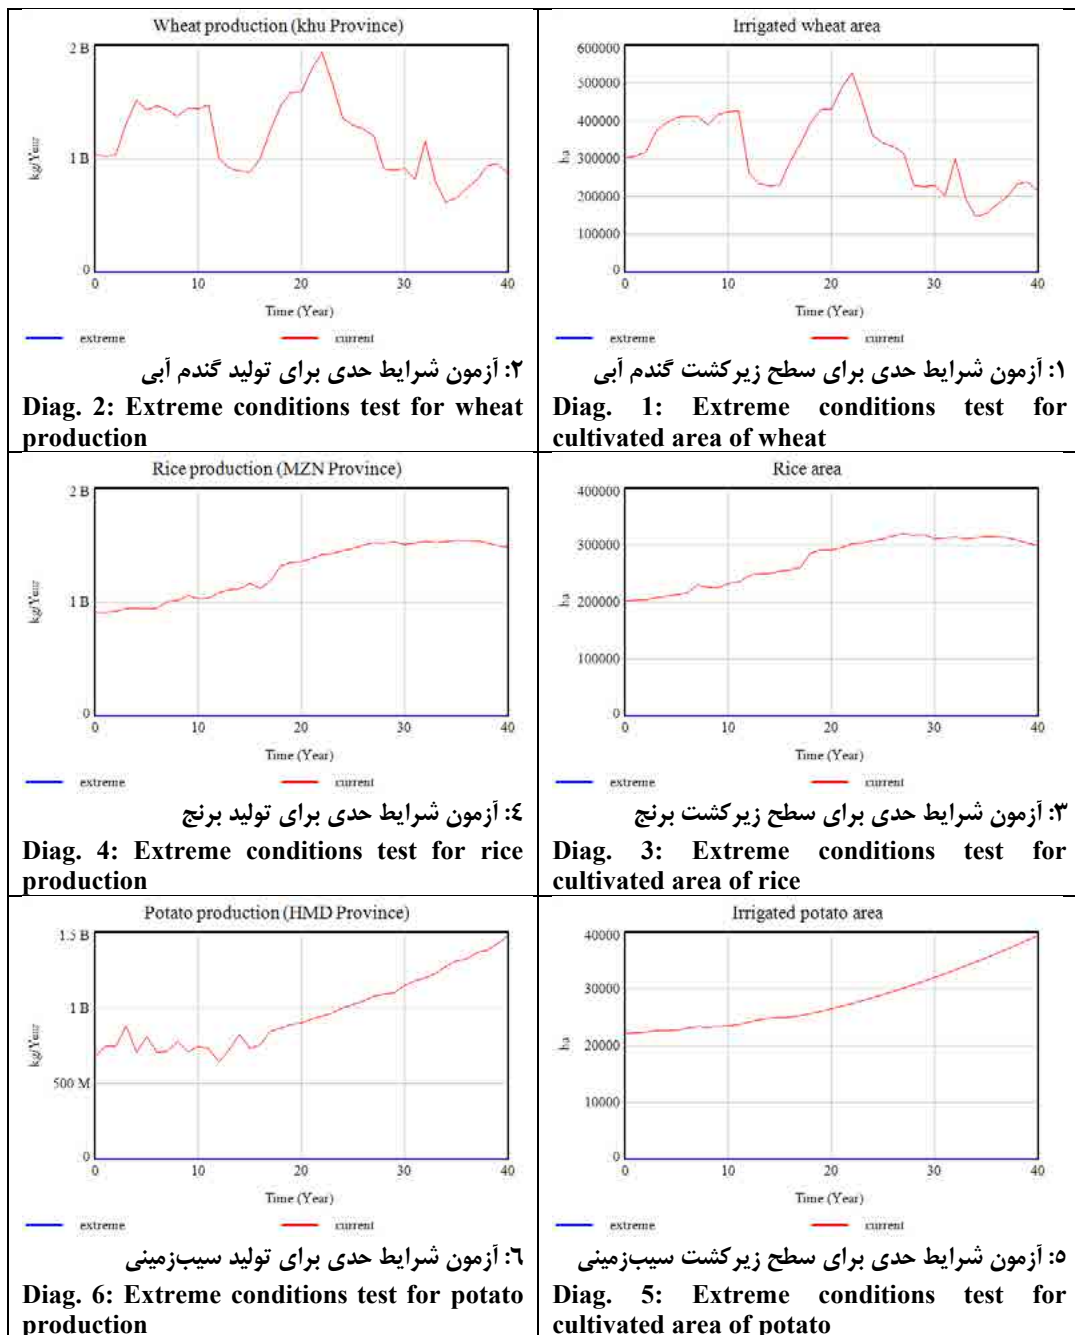 Wheat production (khu Province)
2 B
1 B
0
kg/Year
0 10 20 30 40
Time (Year)
extreme current
۲: آزمون شرایط حدی برای تولید گندم آبی
Diag. 2: Extreme conditions test for wheat
production
Irrigated wheat area
600000
500000
400000
300000
200000
100000
0
ha
0 10 20 30 40
Time (Year)
extreme current
۱: آزمون شرایط حدی برای سطح زیرکشت گندم آبی
Diag. 1: Extreme conditions test for
cultivated area of wheat
Rice production (MZN Province)
2 B
1 B
0
kg/Year
0 10 20 30 40
Time (Year)
extreme current
٤: آزمون شرایط حدی برای تولید برنج
Diag. 4: Extreme conditions test for rice
production
Rice area
400000
300000
200000
100000
0
ha
0 10 20 30 40
Time (Year)
extreme current
۳: آزمون شرایط حدی برای سطح زیرکشت برنج
Diag. 3: Extreme conditions test for
cultivated area of rice
Potato production (HMD Province)
1.5 B
1 B
500 M
0
kg/Year
0 10 20 30 40
Time (Year)
extreme current
٦: آزمون شرایط حدی برای تولید سیب‌زمینی
Diag. 6: Extreme conditions test for potato
production
Irrigated potato area
40000
30000
20000
10000
0
ha
0 10 20 30 40
Time (Year)
extreme current
٥: آزمون شرایط حدی برای سطح زیرکشت سیب‌زمینی
Diag. 5: Extreme conditions test for
cultivated area of potato